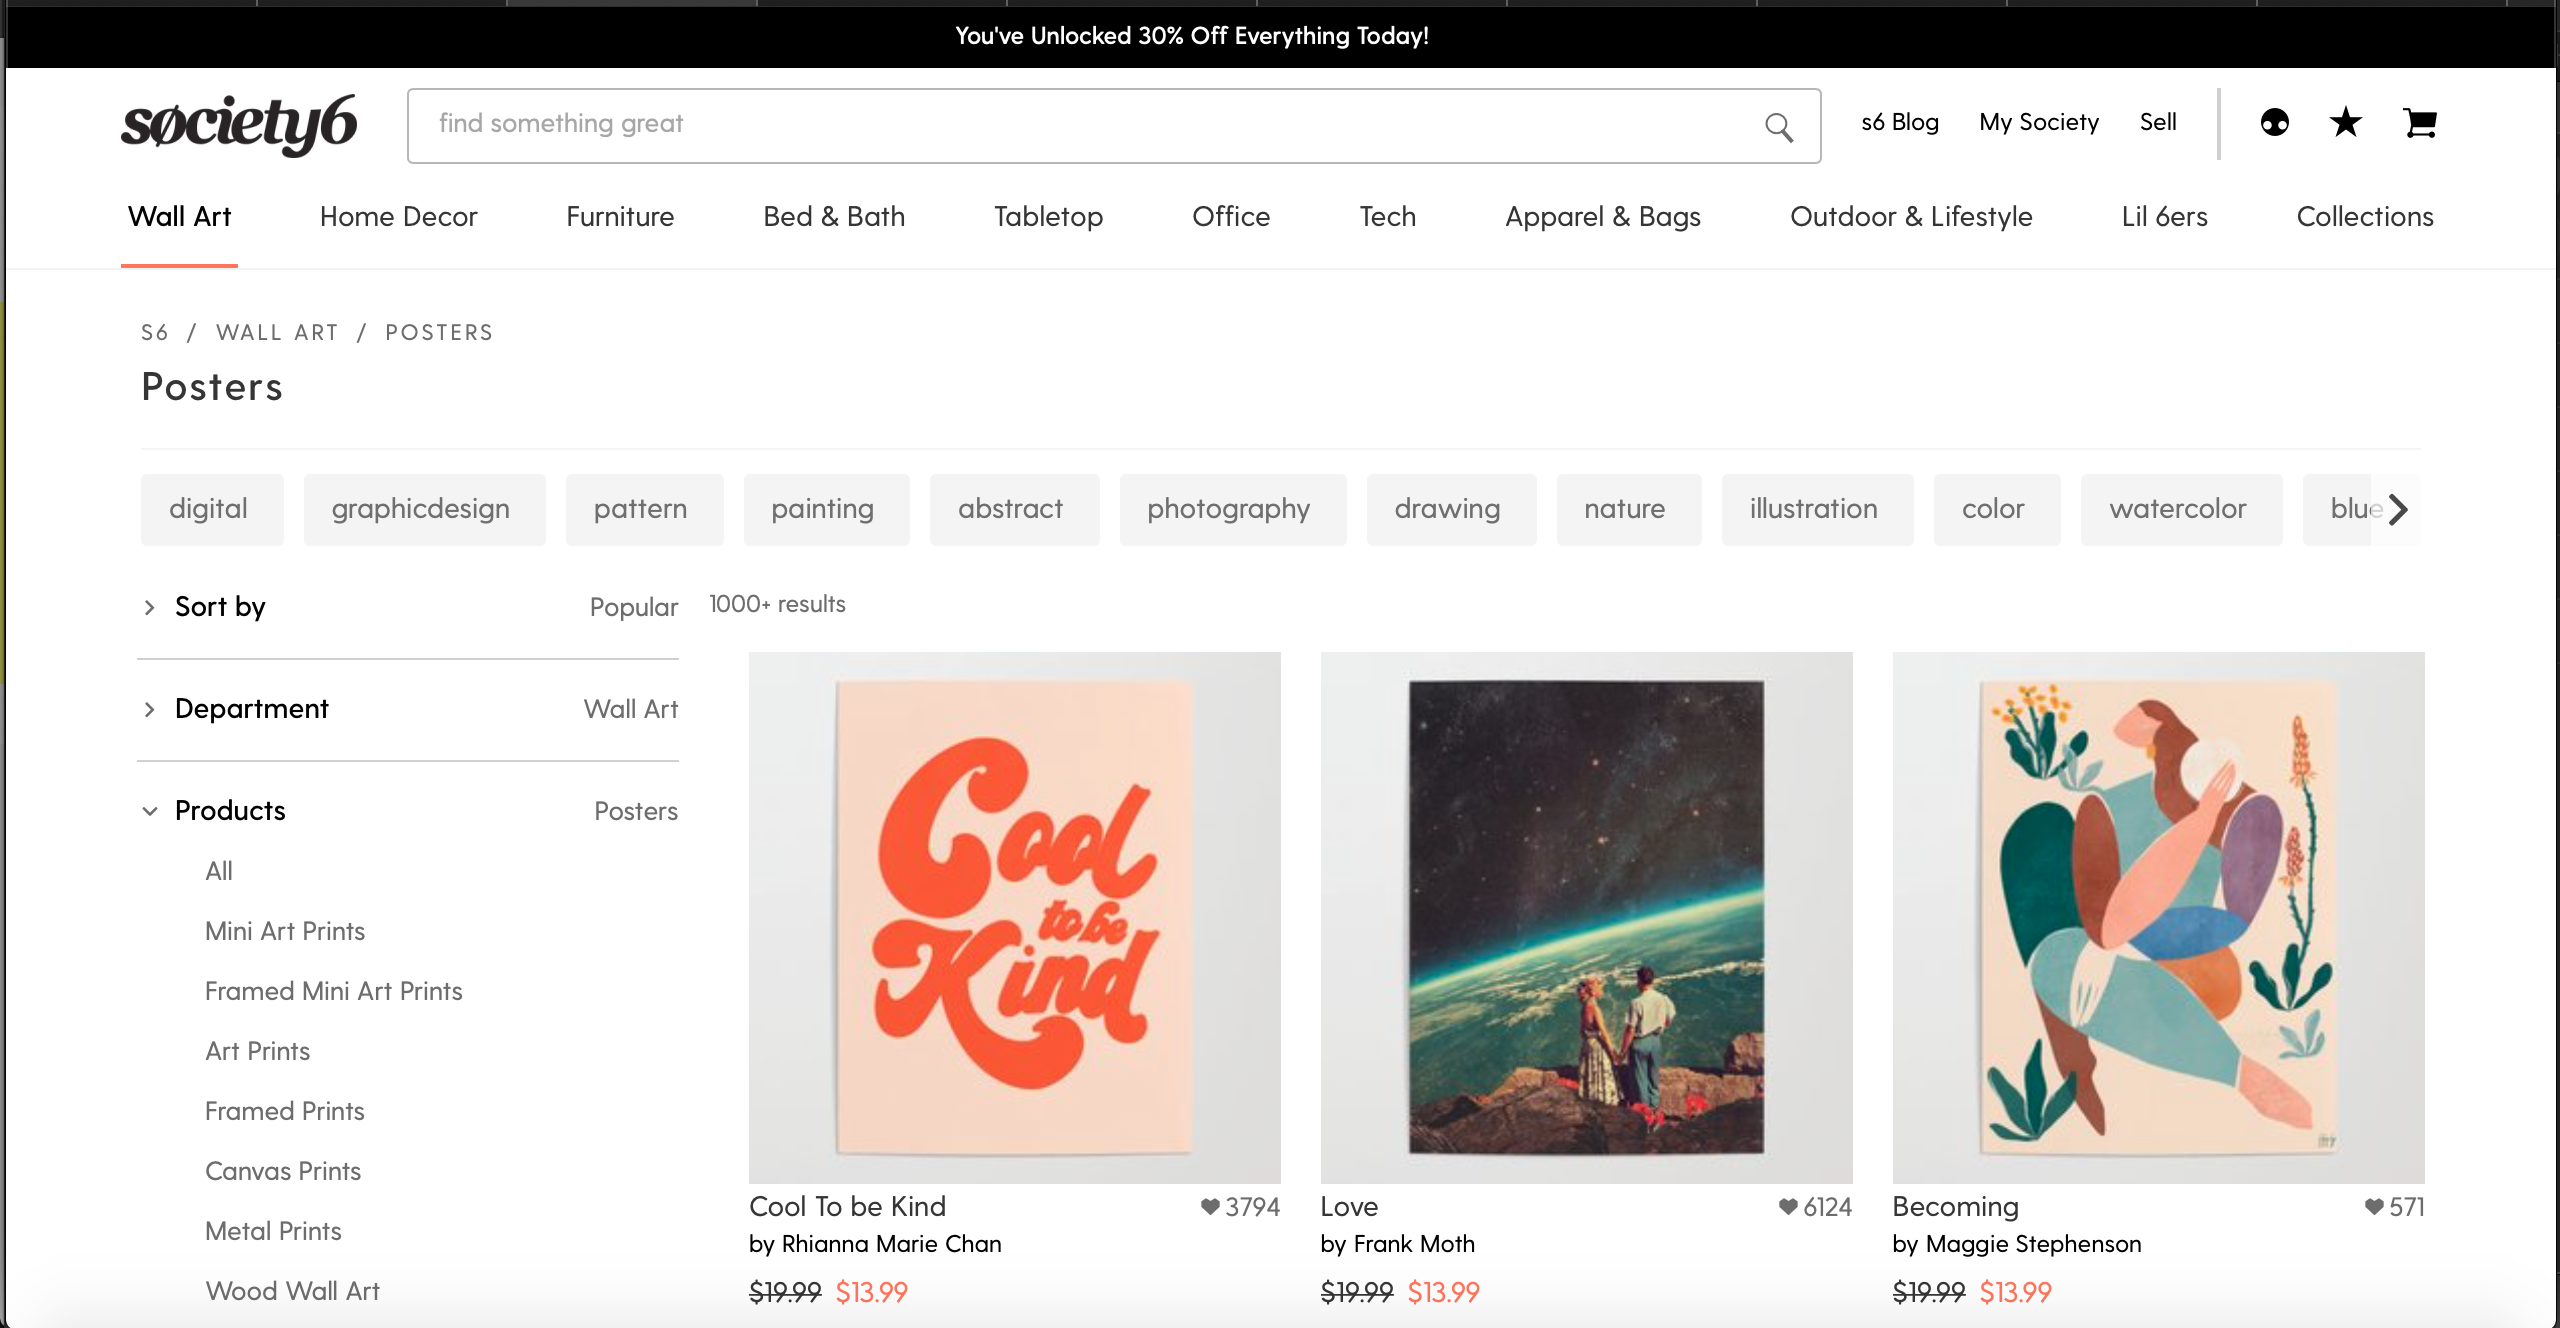 You've Unlocked 30% Off Everything Today!
søciety6
find something great
s6 Blog
My Society
Sell
Wall Art
Home Decor
Furniture
Bed & Bath
Tabletop
Office
Tech
Apparel & Bags
Outdoor & Lifestyle
Lil 6ers
Collections
S6 / WALL ART / POSTERS
Posters
digital
graphicdesign
pattern
painting
abstract
photography
drawing
nature
illustration
color
watercolor
blue
Sort by
Popular
Department
Wall Art
Products
Posters
All
Mini Art Prints
Framed Mini Art Prints
Art Prints
Framed Prints
Canvas Prints
Metal Prints
Wood Wall Art
1000+ results
Cool
to be
Kind
Cool To be Kind
3794
by Rhianna Marie Chan
$19.99 $13.99
Love
6124
by Frank Moth
$19.99 $13.99
Becoming
571
by Maggie Stephenson
$19.99 $13.99